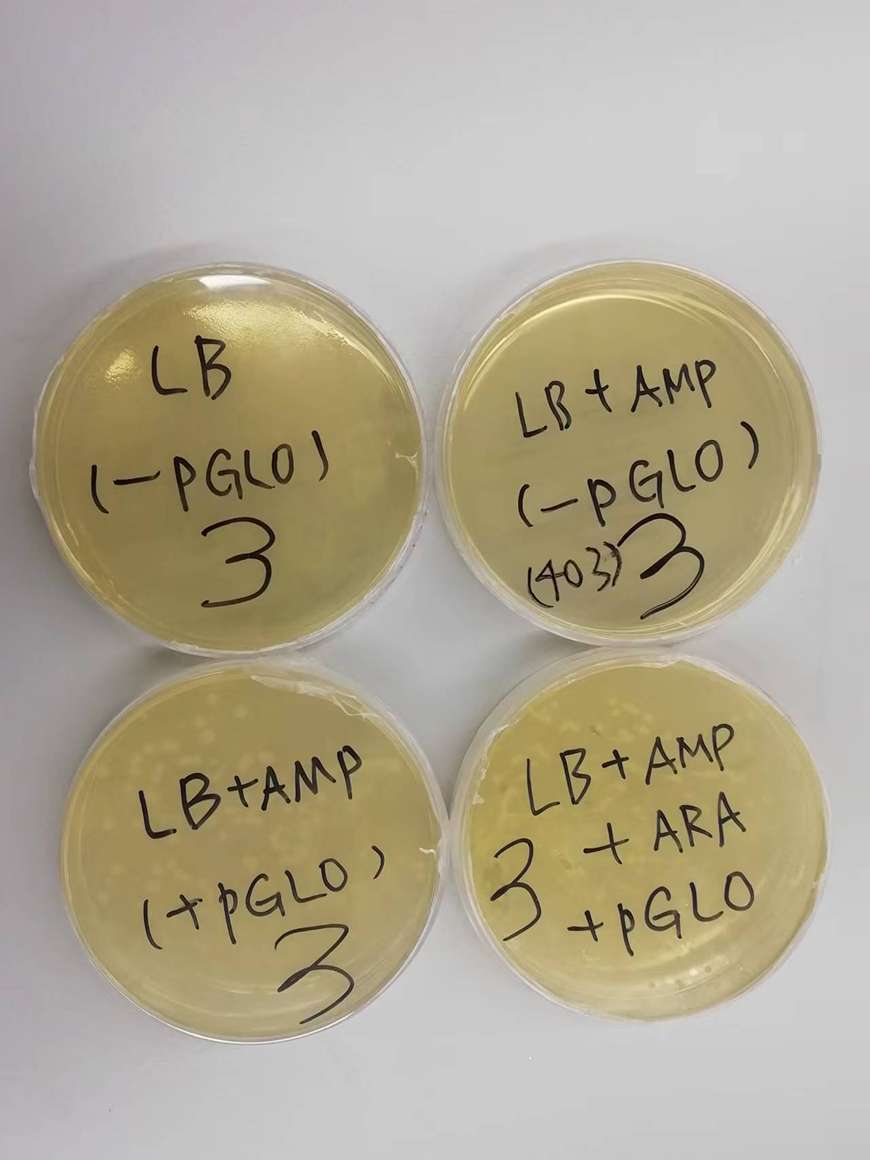 LB
(-pGLO)
3
LB + AMP
(-pGLO)
(403) 3
LB+AMP
(+pGLO)
3
LB + AMP
3 + ARA
+pGLO